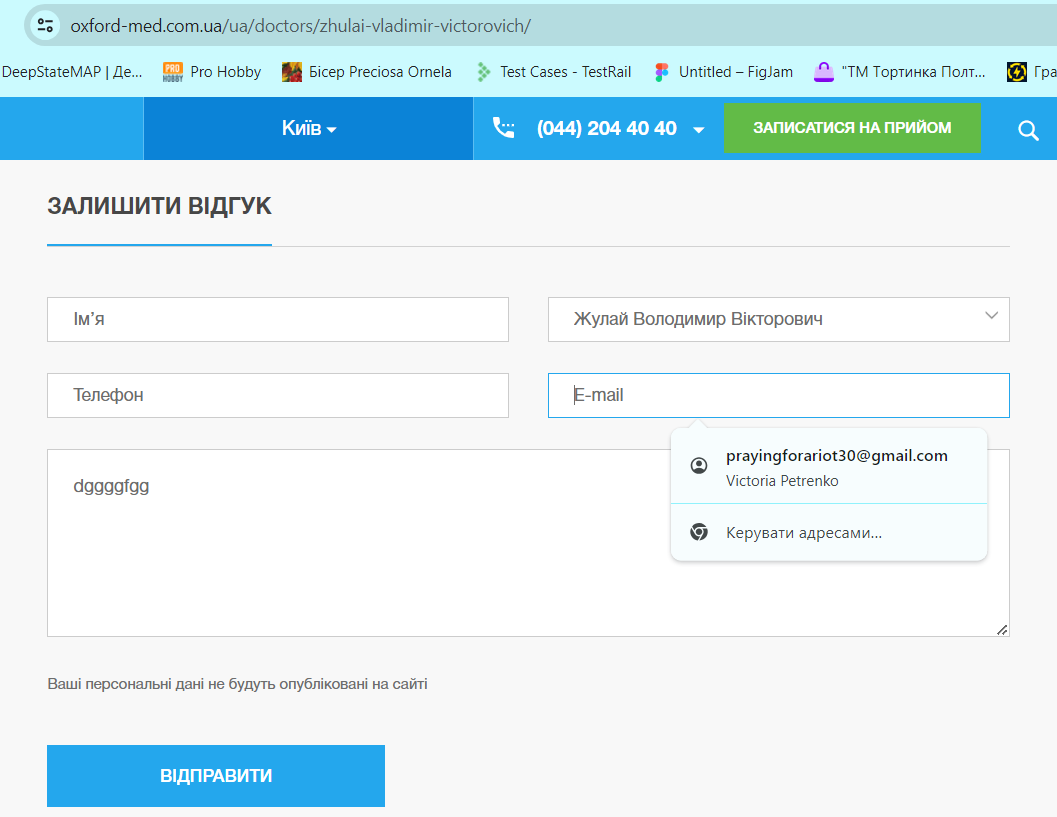 oxford-med.com.ua/ua/doctors/zhulai-vladimir-victorovich/
DeepStateMAP | Де... PRO HOBBY Pro Hobby Бісер Preciosa Ornela Test Cases - TestRail Untitled – FigJam "ТМ Тортинка Полт... Гра
Київ (044) 204 40 40 ЗАПИСАТИСЯ НА ПРИЙОМ
ЗАЛИШИТИ ВІДГУК
Ім’я Жулай Володимир Вікторович
Телефон E-mail
prayingforariot30@gmail.com
Victoria Petrenko
dggggfgg
Керувати адресами...
Ваші персональні дані не будуть опубліковані на сайті
ВІДПРАВИТИ